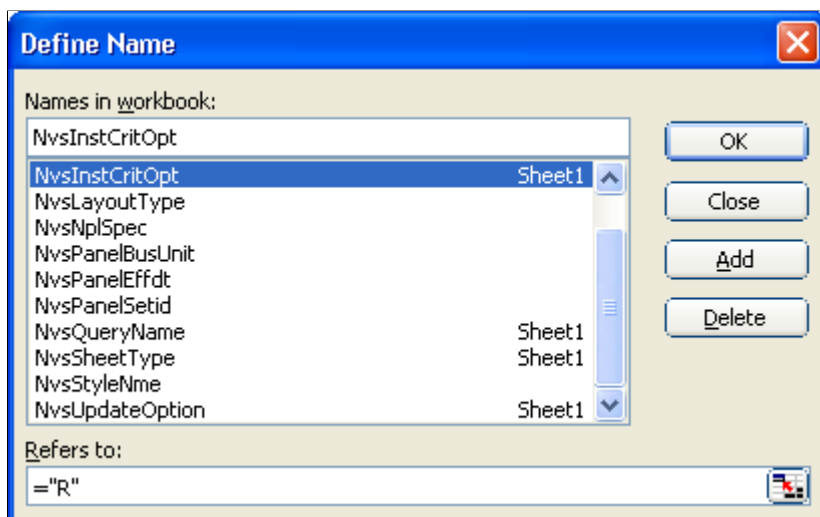 Define Name
Names in workbook:
NvsInstCritOpt
OK
NvsInstCritOpt Sheet1
NvsLayoutType
Close
NvsNplSpec
NvsPanelBusUnit
Add
NvsPanelEffdt
NvsPanelSetid
Delete
NvsQueryName Sheet1
NvsSheetType Sheet1
NvsStyleNme
NvsUpdateOption Sheet1
Refers to:
="R"